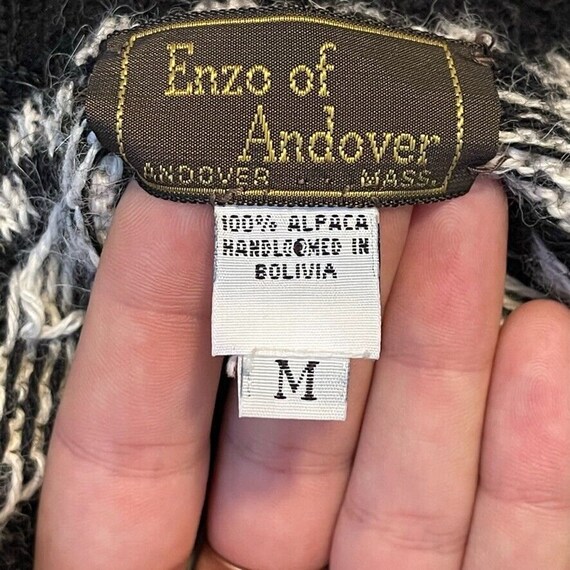 Enzo of
Andover
ANDOVER . . MASS.
100% ALPACA
HANDLOOMED IN
BOLIVIA
M